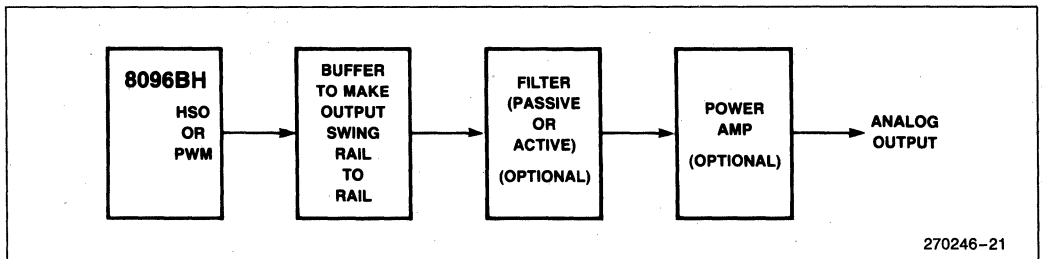 8096BH
HSO
OR
PWM
BUFFER
TO MAKE
OUTPUT
SWING
RAIL
TO
RAIL
FILTER
(PASSIVE
OR
ACTIVE)
(OPTIONAL)
POWER
AMP
(OPTIONAL)
ANALOG
OUTPUT
270246-21